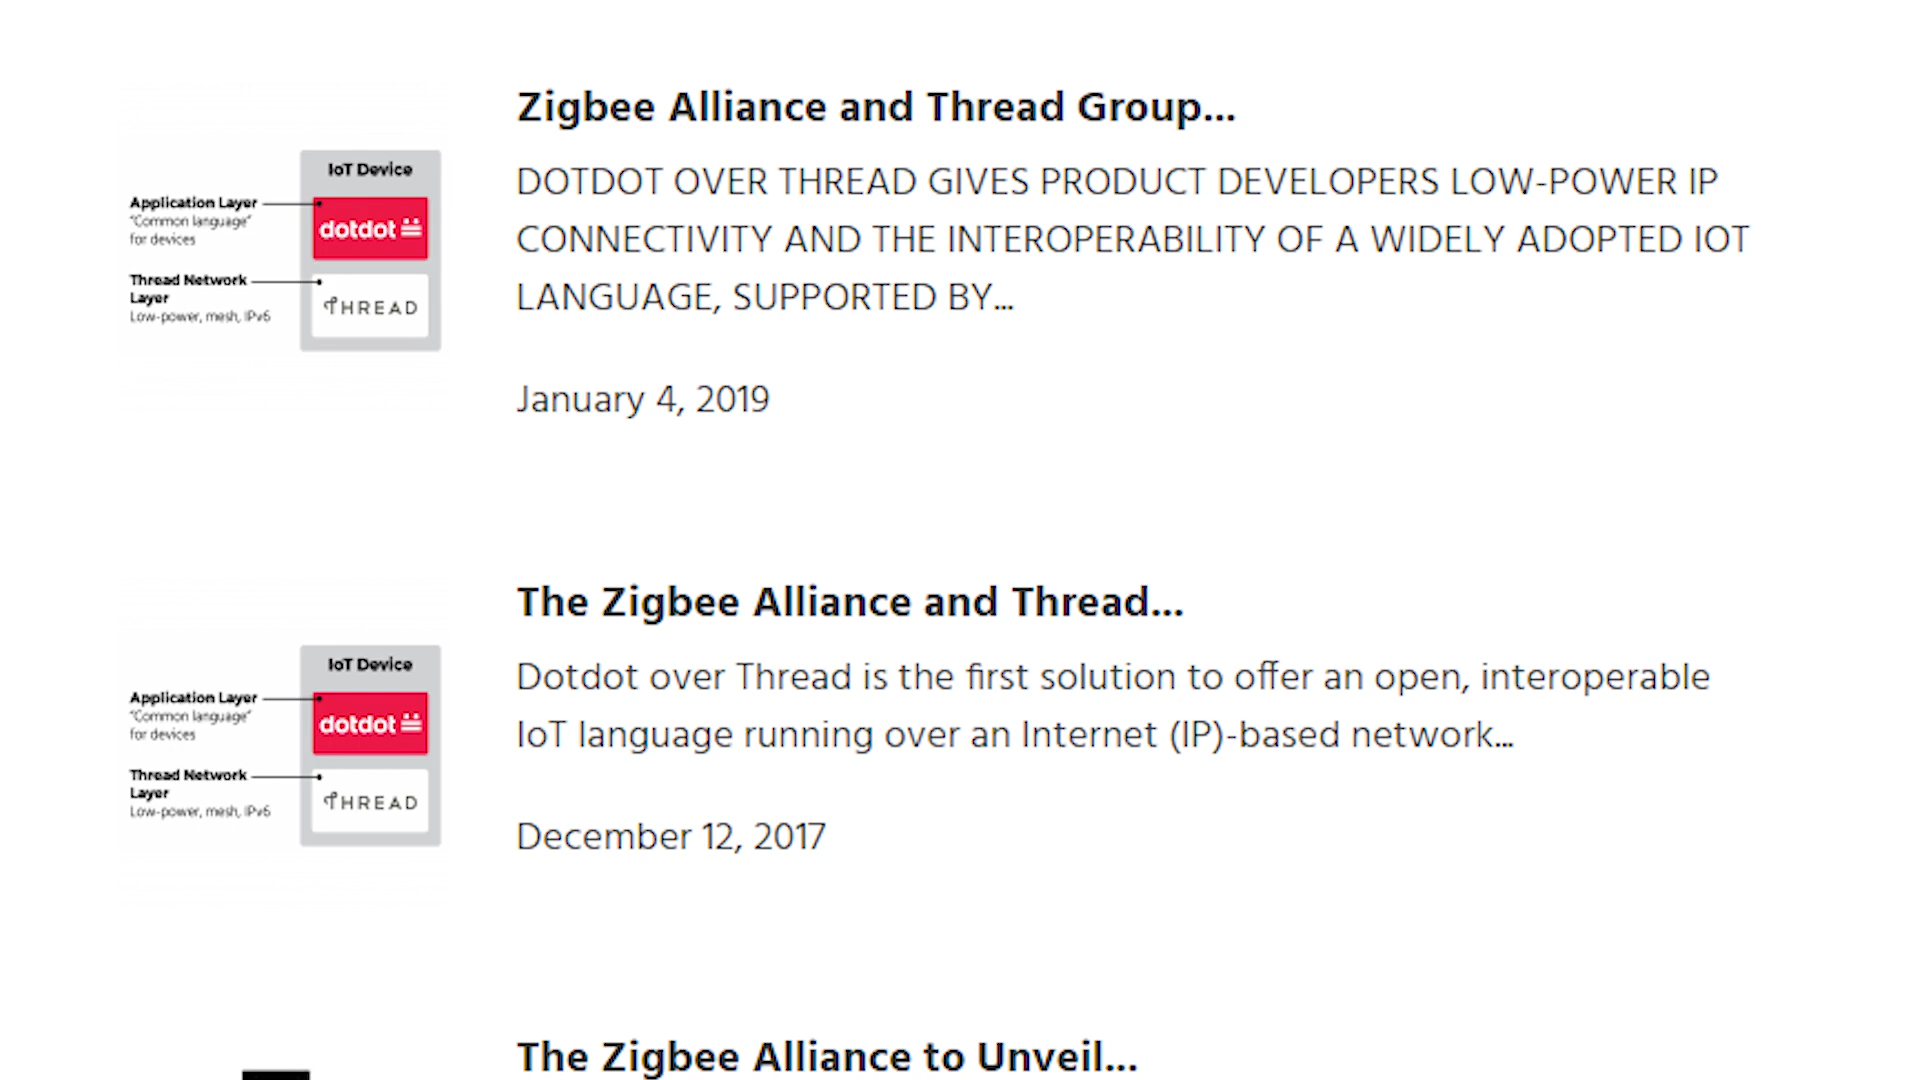 Zigbee Alliance and Thread Group...
DOTDOT OVER THREAD GIVES PRODUCT DEVELOPERS LOW-POWER IP
CONNECTIVITY AND THE INTEROPERABILITY OF A WIDELY ADOPTED IOT
LANGUAGE, SUPPORTED BY...
January 4, 2019
IoT Device
Application Layer
"Common language"
for devices
dotdot
Thread Network
Layer
Low-power, mesh, IPv6
THREAD
The Zigbee Alliance and Thread...
Dotdot over Thread is the first solution to offer an open, interoperable
IoT language running over an Internet (IP)-based network...
December 12, 2017
IoT Device
Application Layer
"Common language"
for devices
dotdot
Thread Network
Layer
Low-power, mesh, IPv6
THREAD
The Zigbee Alliance to Unveil...